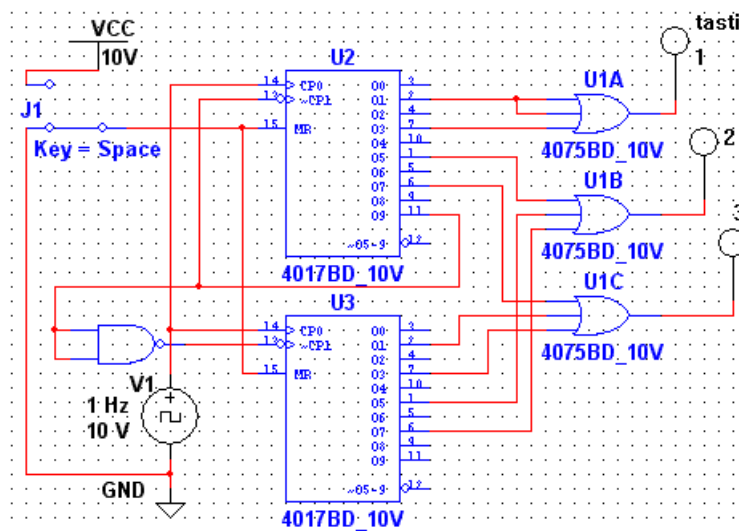 VCC
10V
J1
Key = Space
U2
14 CP0 O0 3
13 ~CP1 O1 2
O2 4
15 MR O3 7
O4 10
O5 1
O6 5
O7 6
O8 9
O9 11
~O5-9 12
4017BD_10V
U3
14 CP0 O0 3
13 ~CP1 O1 2
O2 4
15 MR O3 7
O4 10
O5 1
O6 5
O7 6
O8 9
O9 11
~O5-9 12
4017BD_10V
V1
1 Hz
10 V
GND
tasti
1
U1A
4075BD_10V
2
U1B
4075BD_10V
3
U1C
4075BD_10V